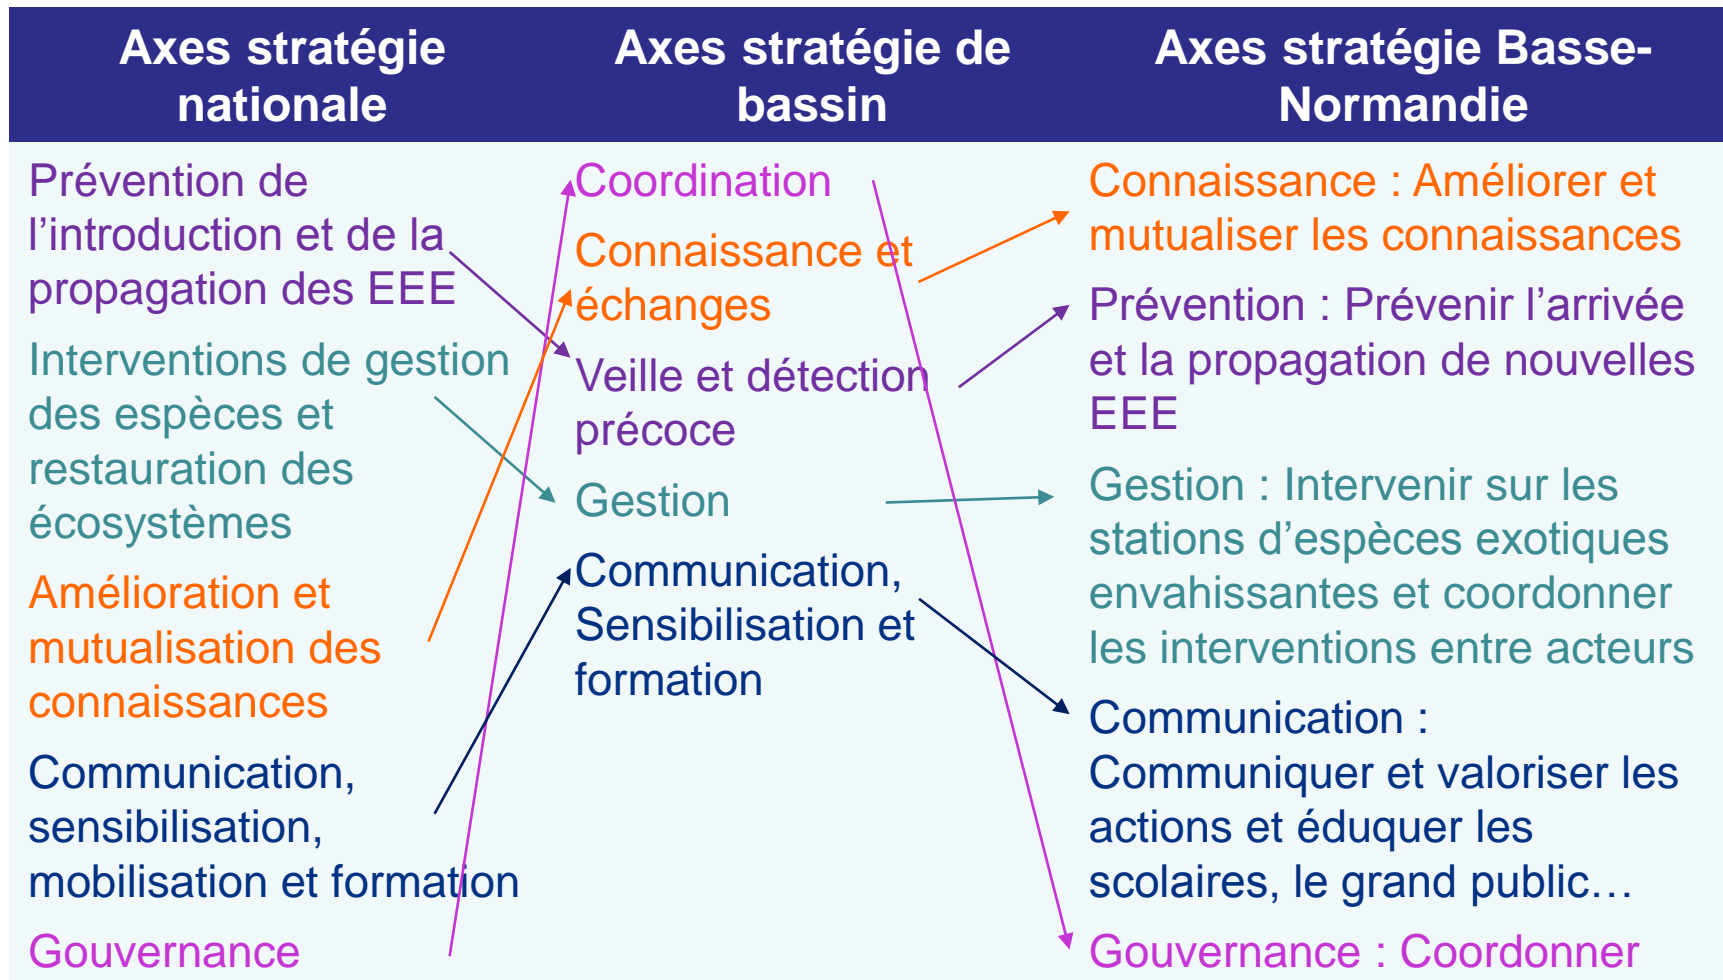 Axes stratégie
nationale
Axes stratégie de
bassin
Axes stratégie Basse-
Normandie
Prévention de
l’introduction et de la
propagation des EEE
Interventions de gestion
des espèces et
restauration des
écosystèmes
Amélioration et
mutualisation des
connaissances
Communication,
sensibilisation,
mobilisation et formation
Gouvernance
Coordination
Connaissance et
échanges
Veille et détection
précoce
Gestion
Communication,
Sensibilisation et
formation
Connaissance : Améliorer et
mutualiser les connaissances
Prévention : Prévenir l’arrivée
et la propagation de nouvelles
EEE
Gestion : Intervenir sur les
stations d’espèces exotiques
envahissantes et coordonner
les interventions entre acteurs
Communication :
Communiquer et valoriser les
actions et éduquer les
scolaires, le grand public…
Gouvernance : Coordonner